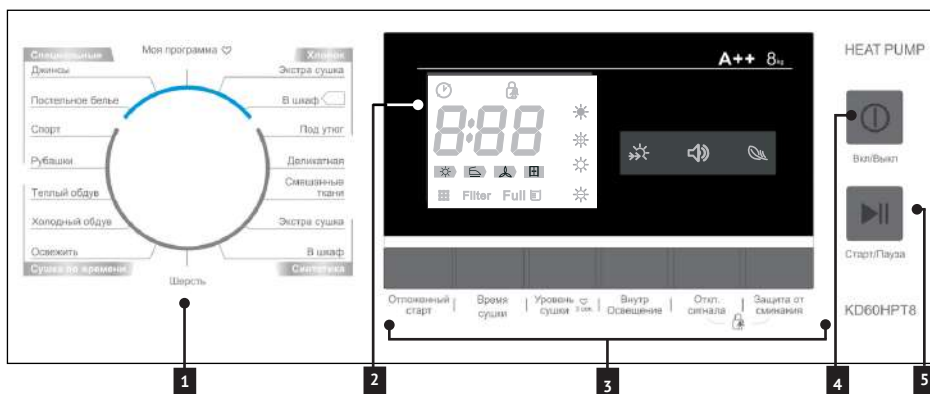 Специальные
Моя программа
Хлопок
Джинсы
Экстра сушка
Постельное белье
В шкаф
Спорт
Под утюг
Рубашки
Деликатная
Теплый обдув
Смешанные
ткани
Холодный обдув
Экстра сушка
Освежить
В шкаф
Сушка по времени
Синтетика
Шерсть
A++ 8kg
8:88
Filter Full
HEAT PUMP
Вкл/Выкл
Старт/Пауза
KD60HPT8
Отложенный
старт
Время
сушки
Уровень
сушки 3 сек.
Внутр
Освещение
Откл.
сигнала
Защита от
сминания
1
2
3
4
5